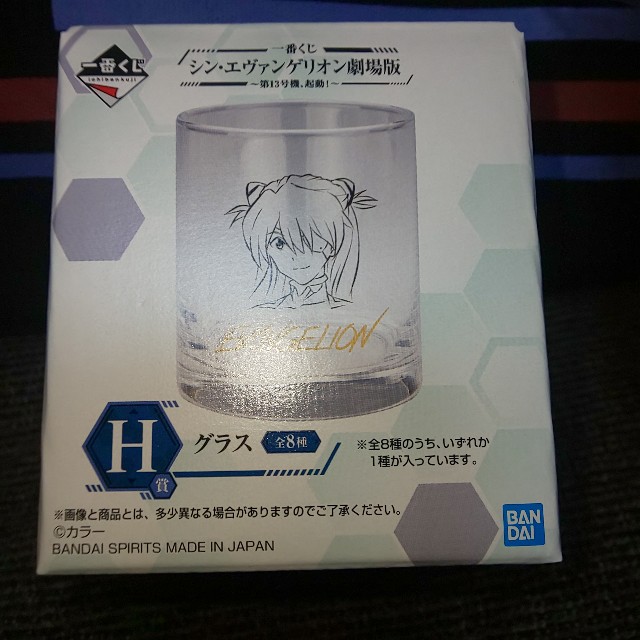 一番くじ
ichibankuji
一番くじ
シン・エヴァンゲリオン劇場版
～第13号機、起動!～
EVANGELION
H
賞
グラス
全8種
※全8種のうち、いずれか
1種が入っています。
※画像と商品とは、多少異なる場合がありますのでご了承ください。
©カラー
BANDAI SPIRITS MADE IN JAPAN
BAN
DAI